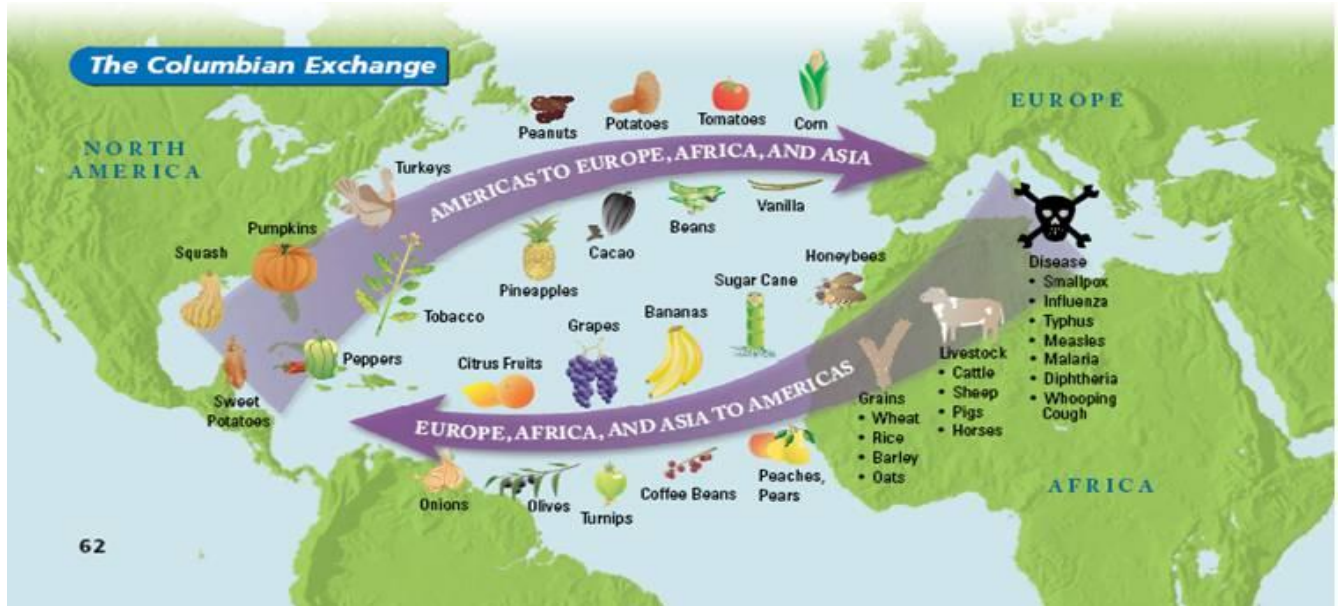 The Columbian Exchange
NORTH
AMERICA
EUROPE
Peanuts
Potatoes
Tomatoes
Corn
Turkeys
AMERICAS TO EUROPE, AFRICA, AND ASIA
Pumpkins
Squash
Pineapples
Cacao
Beans
Vanilla
Tobacco
Peppers
Sweet
Potatoes
Citrus Fruits
Grapes
Bananas
Sugar Cane
Honeybees
Disease
• Smallpox
• Influenza
• Typhus
• Measles
• Malaria
• Diphtheria
• Whooping
Cough
Livestock
• Cattle
• Sheep
• Pigs
• Horses
Grains
• Wheat
• Rice
• Barley
• Oats
EUROPE, AFRICA, AND ASIA TO AMERICAS
Onions
Olives
Turnips
Coffee Beans
Peaches,
Pears
AFRICA
62